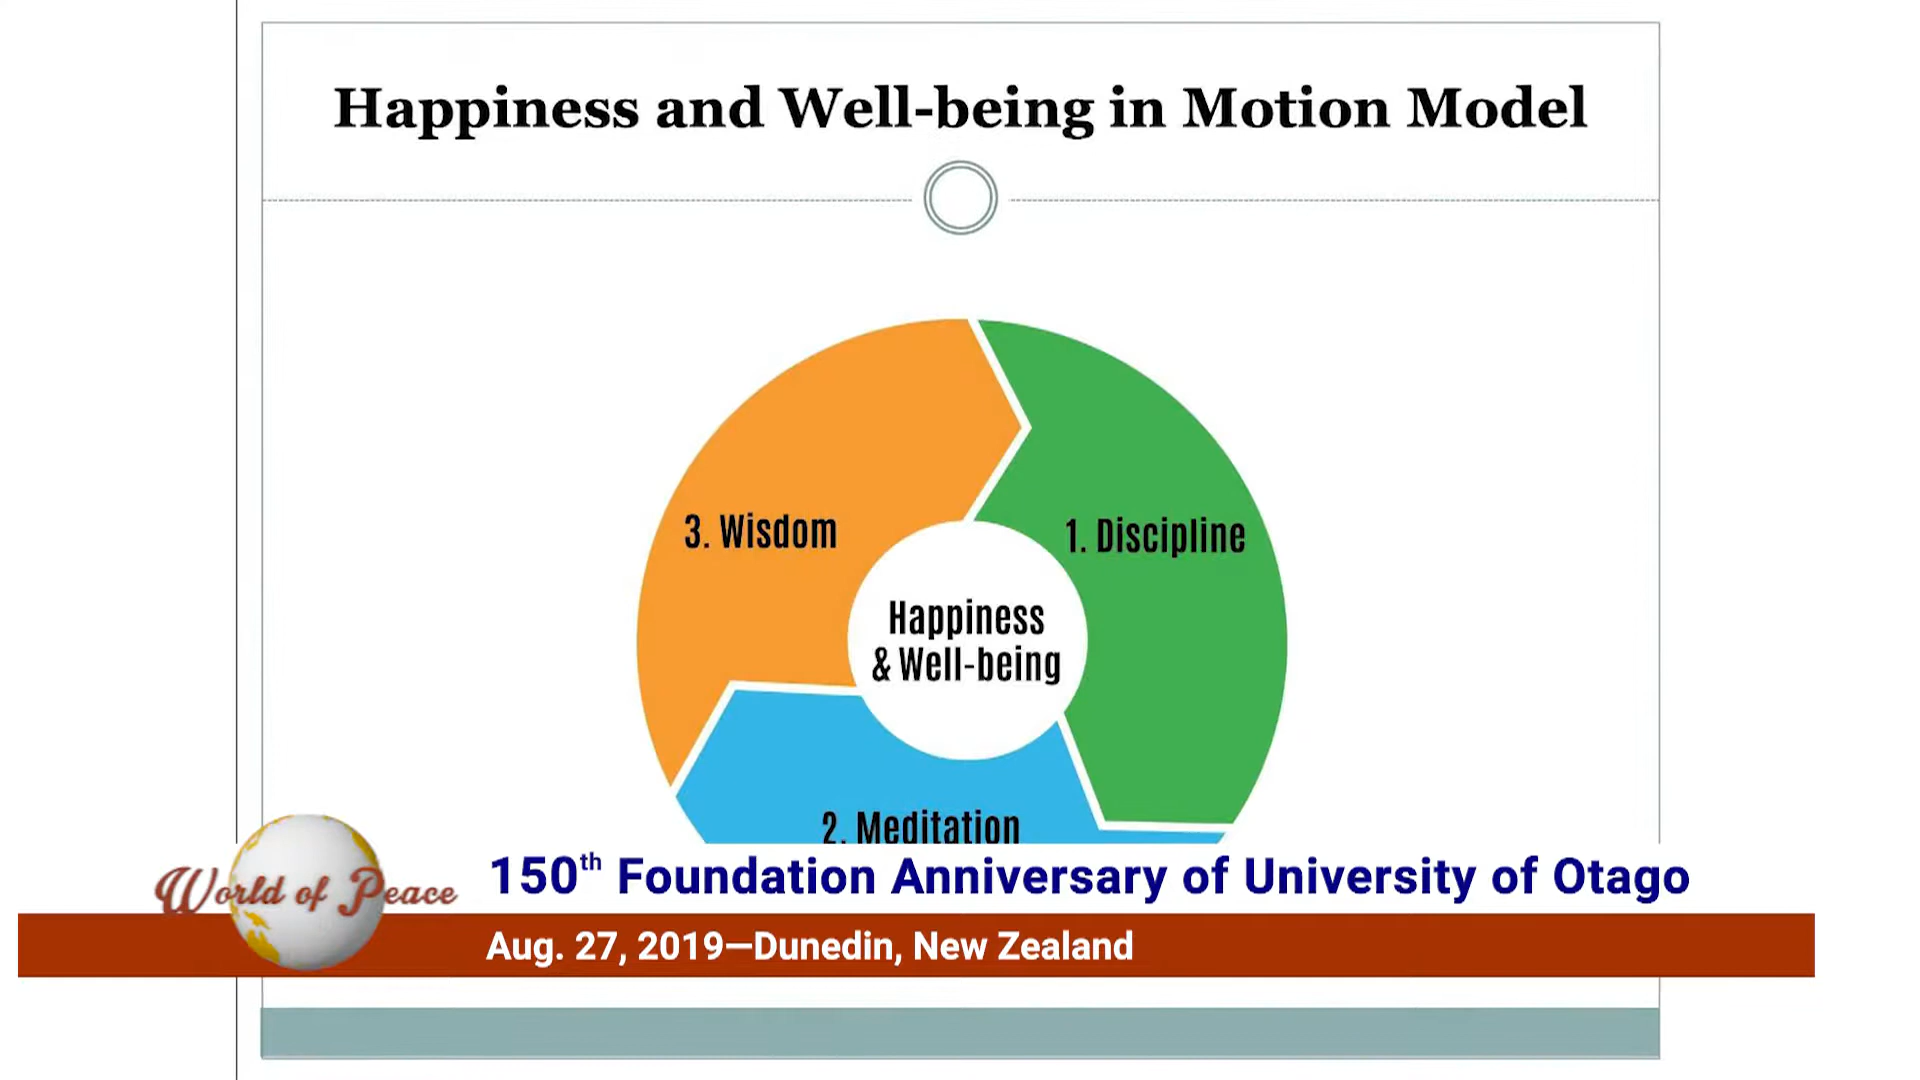 Happiness and Well-being in Motion Model
3. Wisdom
1. Discipline
Happiness
& Well-being
2. Meditation
World of Peace
150th Foundation Anniversary of University of Otago
Aug. 27, 2019—Dunedin, New Zealand